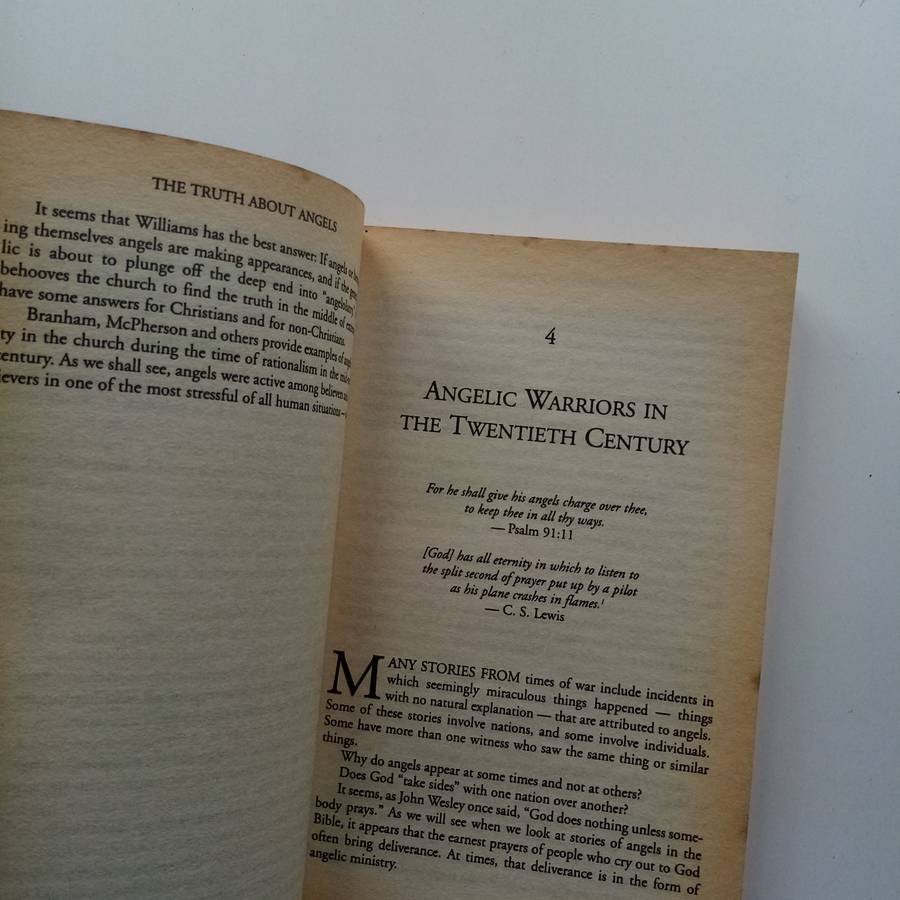 THE TRUTH ABOUT ANGELS
It seems that Williams has the best answer: If angels or
ing themselves angels are making appearances, and if the
lic is about to plunge off the deep end into "angelolatry"
behooves the church to find the truth in the middle of
have some answers for Christians and for non-Christians.
Branham, McPherson and others provide examples of
ty in the church during the time of rationalism in the
entury. As we shall see, angels were active among believers
ievers in one of the most stressful of all human situations –
4
ANGELIC WARRIORS IN
THE TWENTIETH CENTURY
For he shall give his angels charge over thee,
to keep thee in all thy ways.
— Psalm 91:11
[God] has all eternity in which to listen to
the split second of prayer put up by a pilot
as his plane crashes in flames.¹
— C. S. Lewis
MANY STORIES FROM times of war include incidents in
which seemingly miraculous things happened — things
with no natural explanation — that are attributed to angels.
Some of these stories involve nations, and some involve individuals.
Some have more than one witness who saw the same thing or similar
things.
Why do angels appear at some times and not at others?
Does God "take sides" with one nation over another?
It seems, as John Wesley once said, "God does nothing unless some-
body prays." As we will see when we look at stories of angels in the
Bible, it appears that the earnest prayers of people who cry out to God
often bring deliverance. At times, that deliverance is in the form of
angelic ministry.